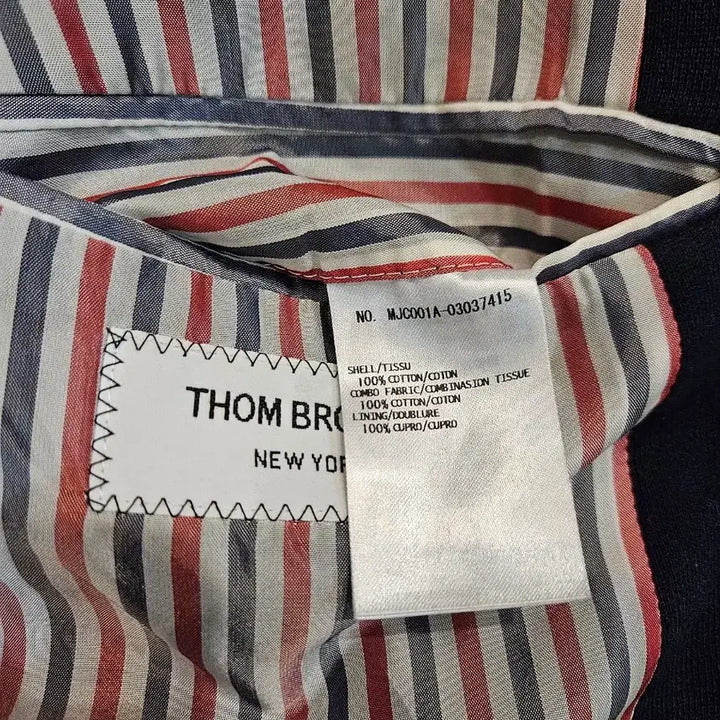 NO. MJC001A-03037415
SHELL/TISSU
100% COTTON/COTON
COMBO FABRIC/COMBINASION TISSUE
100% COTTON/COTON
LINING/DOUBLURE
100% CUPRO/CUPRO
THOM BRO
NEW YOR